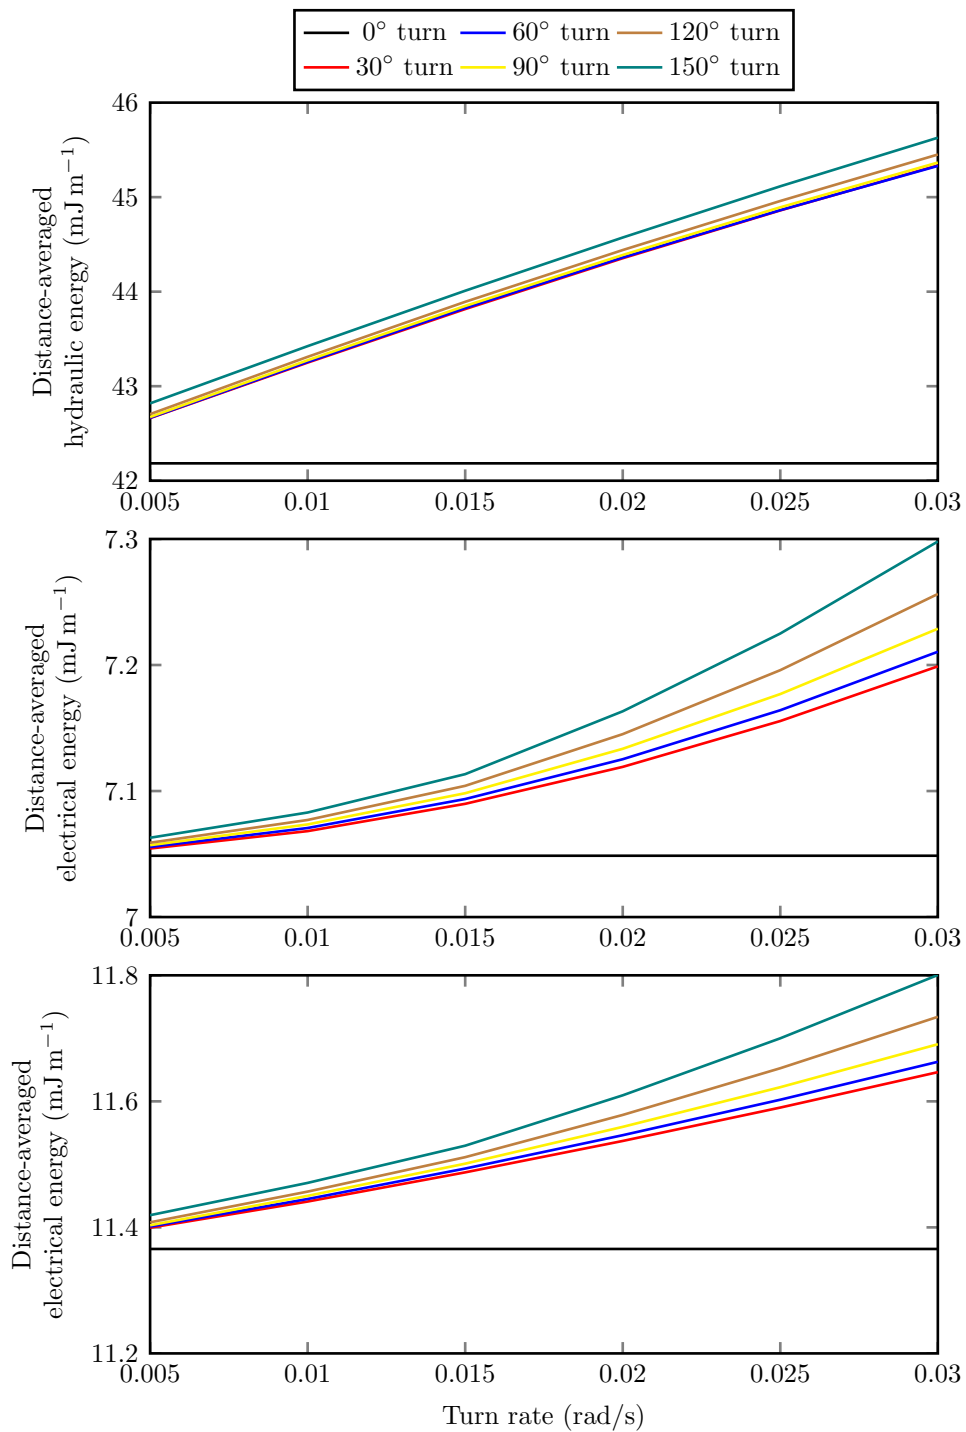 0° turn 60° turn 120° turn
30° turn 90° turn 150° turn
46
45
44
43
42
Distance-averaged
hydraulic energy (mJ m⁻¹)
0.005 0.01 0.015 0.02 0.025 0.03
7.3
7.2
7.1
7
Distance-averaged
electrical energy (mJ m⁻¹)
0.005 0.01 0.015 0.02 0.025 0.03
11.8
11.6
11.4
11.2
Distance-averaged
electrical energy (mJ m⁻¹)
0.005 0.01 0.015 0.02 0.025 0.03
Turn rate (rad/s)